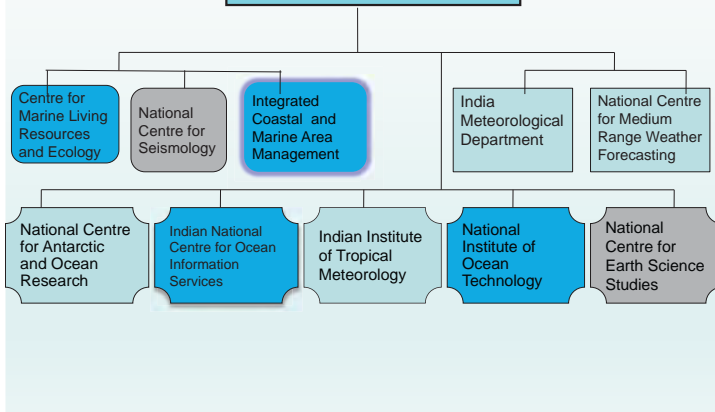 Centre for
Marine Living
Resources
and Ecology
National
Centre for
Seismology
Integrated
Coastal and
Marine Area
Management
India
Meteorological
Department
National Centre
for Medium
Range Weather
Forecasting
National Centre
for Antarctic
and Ocean
Research
Indian National
Centre for Ocean
Information
Services
Indian Institute
of Tropical
Meteorology
National
Institute of
Ocean
Technology
National
Centre for
Earth Science
Studies